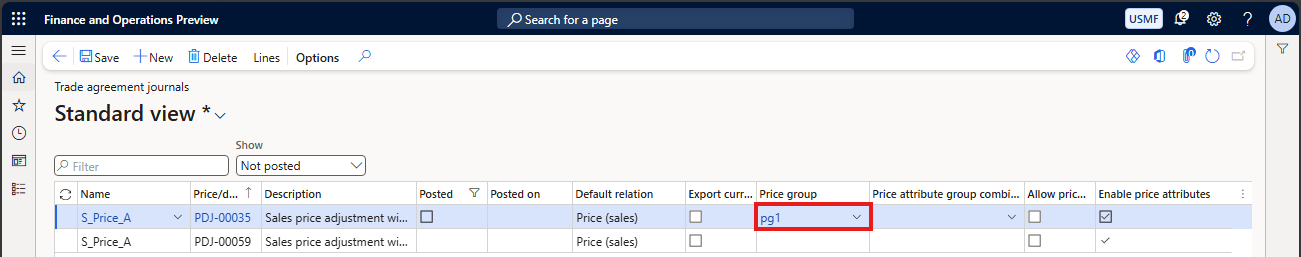 Finance and Operations Preview
Search for a page
USMF
2
?
AD
Save
New
Delete
Lines
Options
0
Trade agreement journals
Standard view *
Show
Filter
Not posted
Name Price/d... Description Posted Posted on Default relation Export curr... Price group Price attribute group combi... Allow pric... Enable price attributes
S_Price_A PDJ-00035 Sales price adjustment wi... Price (sales) pg1
S_Price_A PDJ-00059 Sales price adjustment wi... Price (sales)